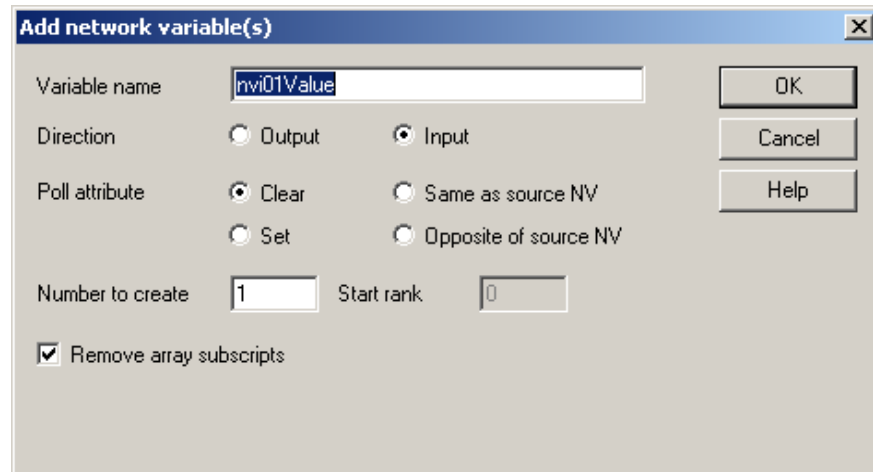 Add network variable(s)
Variable name nvi01Value OK
Direction Output Input Cancel
Poll attribute Clear Same as source NV Help
Set Opposite of source NV
Number to create 1 Start rank 0
Remove array subscripts